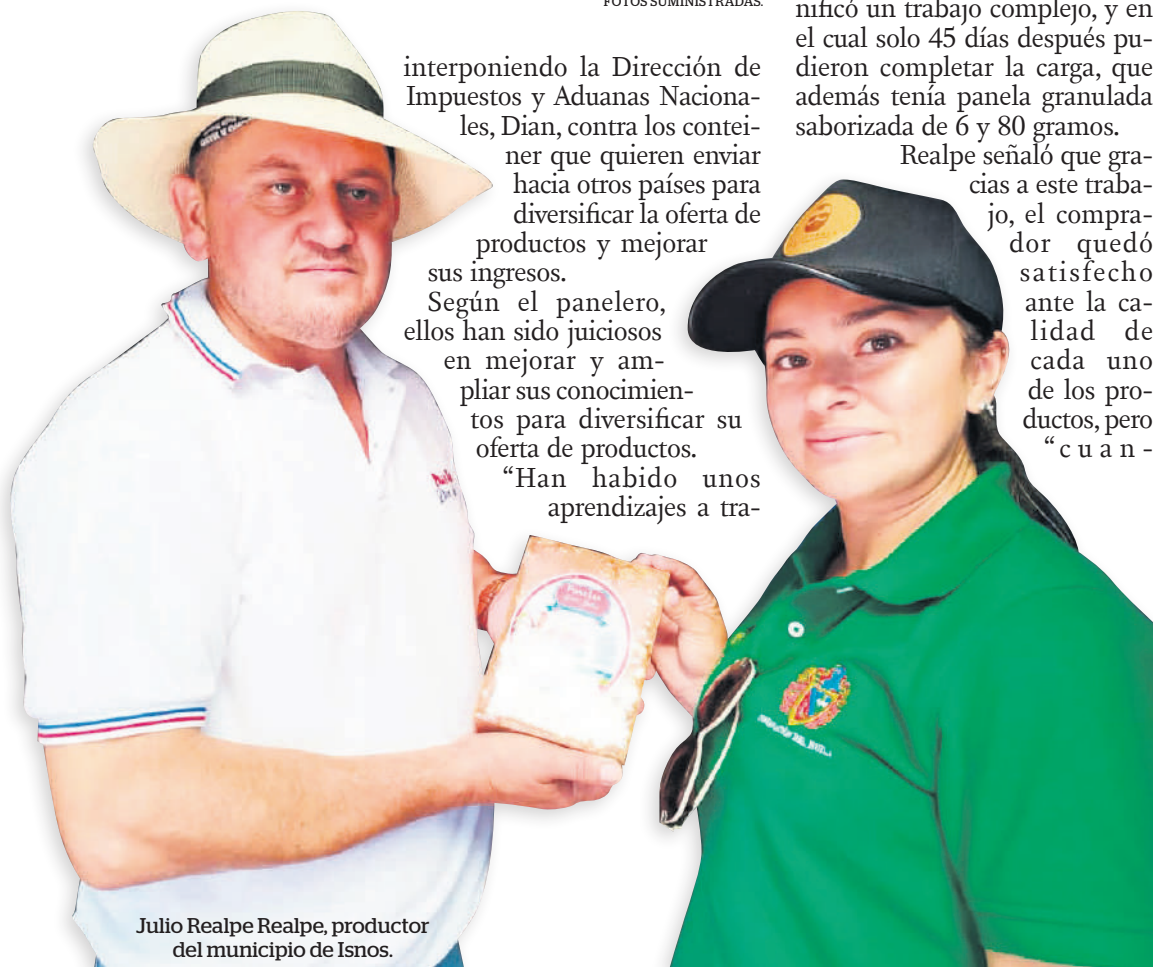 FOTOS SUMINISTRADAS.
interponiendo la Dirección de
Impuestos y Aduanas Naciona-
les, Dian, contra los contei-
ner que quieren enviar
hacia otros países para
diversificar la oferta de
productos y mejorar
sus ingresos.
Según el panelero,
ellos han sido juiciosos
en mejorar y am-
pliar sus conocimien-
tos para diversificar su
oferta de productos.
“Han habido unos
aprendizajes a tra-
nificó un trabajo complejo, y en
el cual solo 45 días después pu-
dieron completar la carga, que
además tenía panela granulada
saborizada de 6 y 80 gramos.
Realpe señaló que gra-
cias a este traba-
jo, el compra-
dor quedó
satisfecho
ante la ca-
lidad de
cada uno
de los pro-
ductos, pero
“cuan-
Julio Realpe Realpe, productor
del municipio de Isnos.